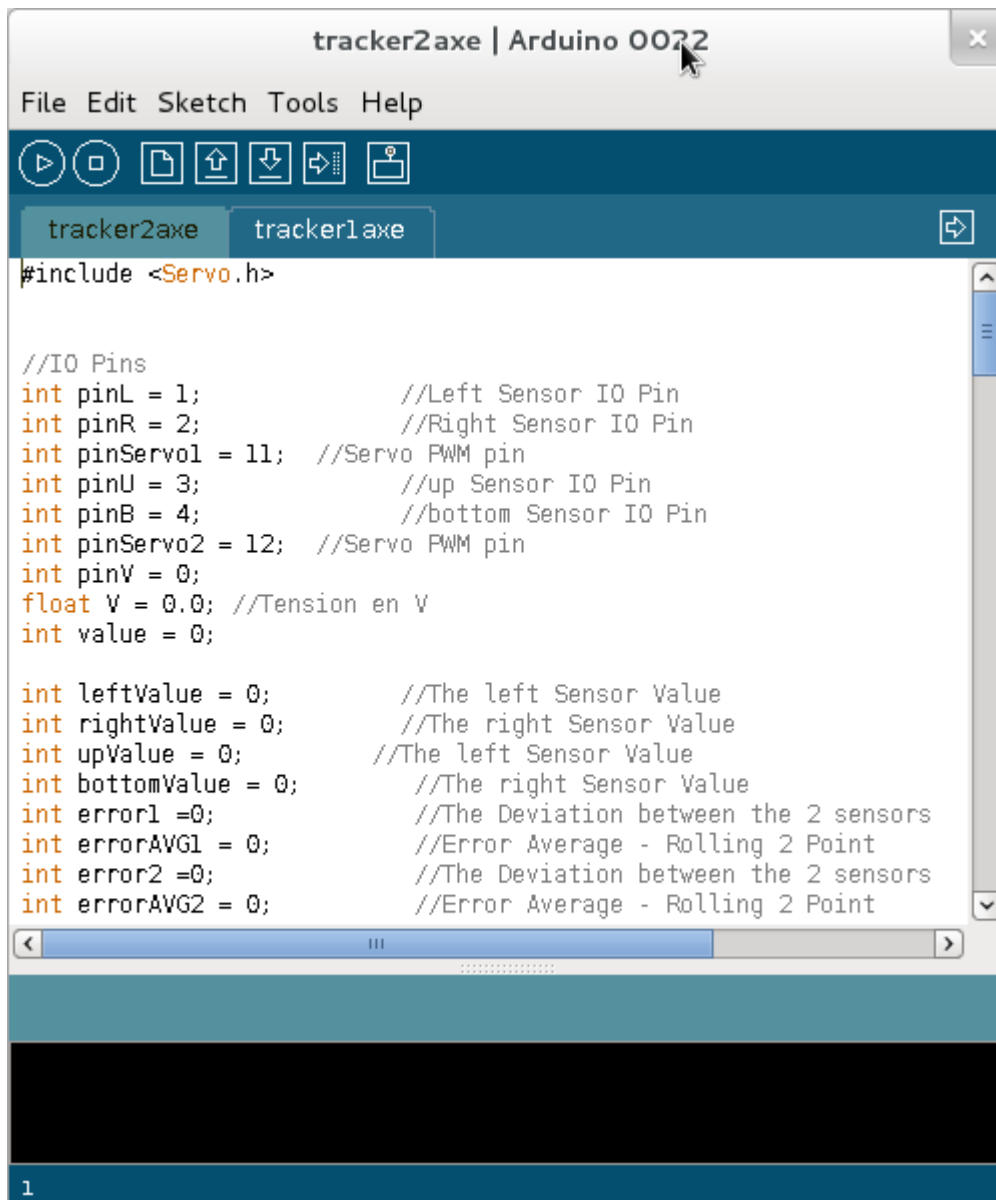 tracker2axe | Arduino 0022
File Edit Sketch Tools Help
tracker2axe tracker1axe
#include <Servo.h>
//IO Pins
int pinL = 1; //Left Sensor IO Pin
int pinR = 2; //Right Sensor IO Pin
int pinServo1 = 11; //Servo PWM pin
int pinU = 3; //up Sensor IO Pin
int pinB = 4; //bottom Sensor IO Pin
int pinServo2 = 12; //Servo PWM pin
int pinV = 0;
float V = 0.0; //Tension en V
int value = 0;
int leftValue = 0; //The left Sensor Value
int rightValue = 0; //The right Sensor Value
int upValue = 0; //The left Sensor Value
int bottomValue = 0; //The right Sensor Value
int error1 =0; //The Deviation between the 2 sensors
int errorAVG1 = 0; //Error Average - Rolling 2 Point
int error2 =0; //The Deviation between the 2 sensors
int errorAVG2 = 0; //Error Average - Rolling 2 Point
1